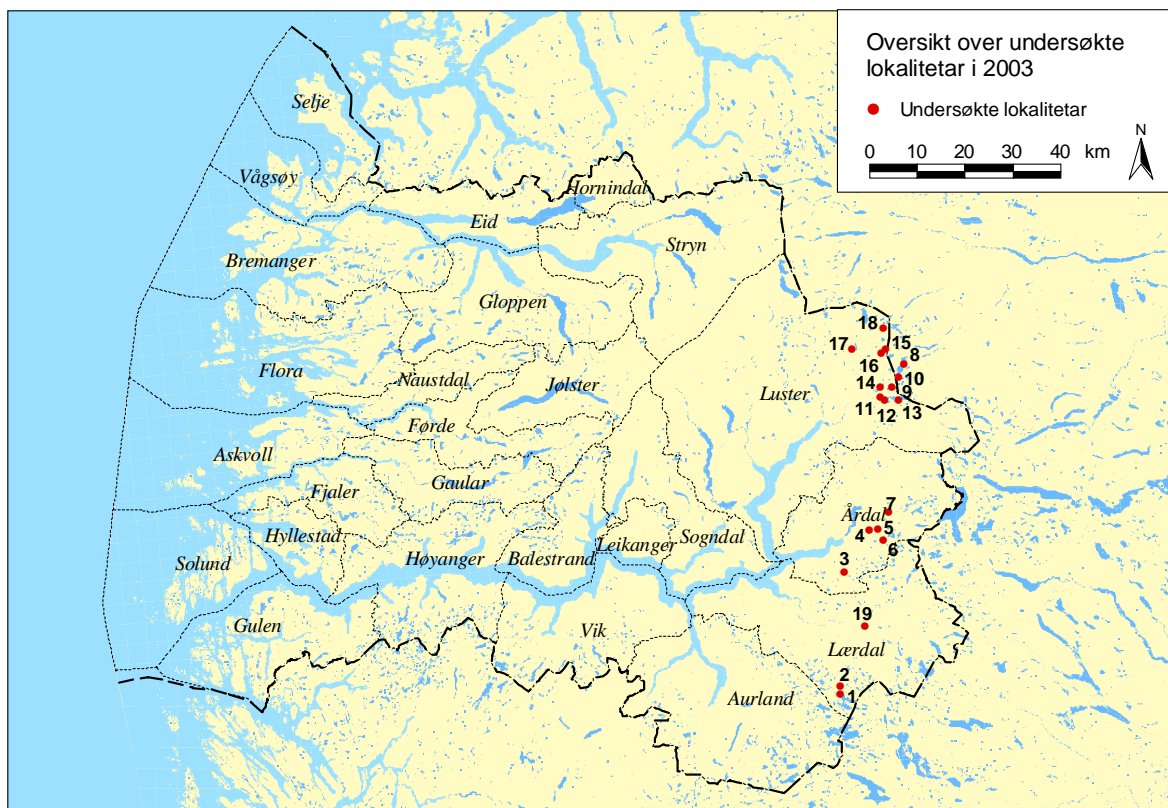 Oversikt over undersøkte
lokalitetar i 2003
Undersøkte lokalitetar
N
0 10 20 30 40 km
Selje
Vågsøy
Hornindal
Eid
Stryn
Bremanger
Gloppen
18
17
15
16
8
Flora
Naustdal
Jølster
Luster
14
10
9
11
12
13
Førde
Askvoll
Gaular
Fjaler
7
Årdal
Hyllestad
4
5
6
Solund
Høyanger
Balestrand
Leikanger
Sogndal
3
Gulen
Vik
19
Lærdal
2
1
Aurland